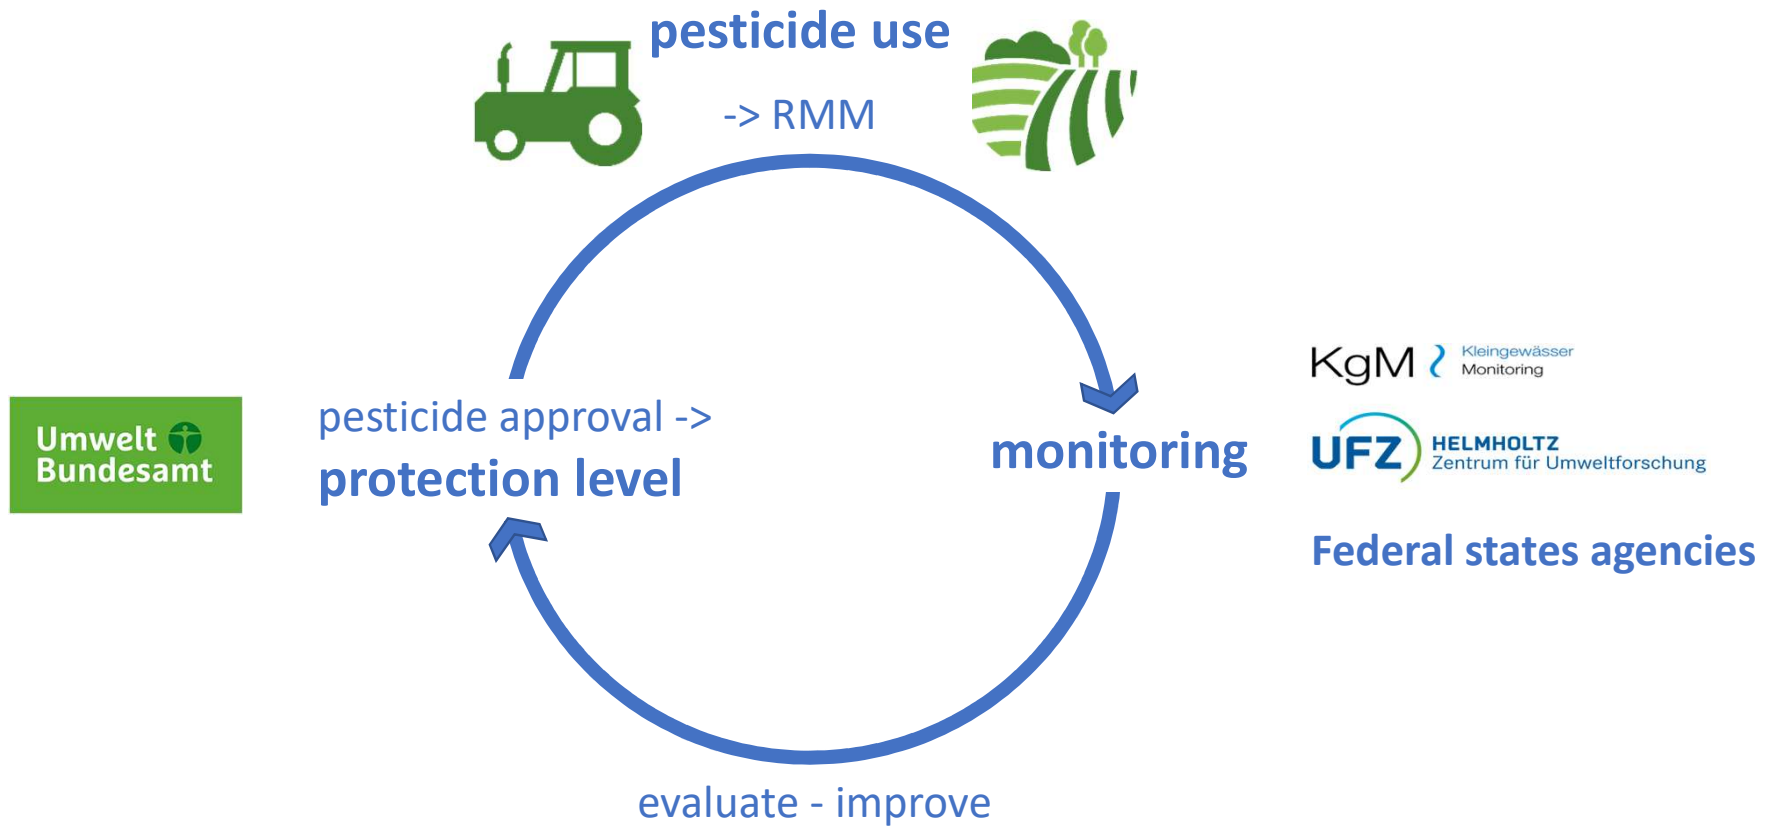 pesticide use
-> RMM
Umwelt
Bundesamt
pesticide approval ->
protection level
monitoring
KgM
Kleingewässer
Monitoring
UFZ
HELMHOLTZ
Zentrum für Umweltforschung
Federal states agencies
evaluate - improve